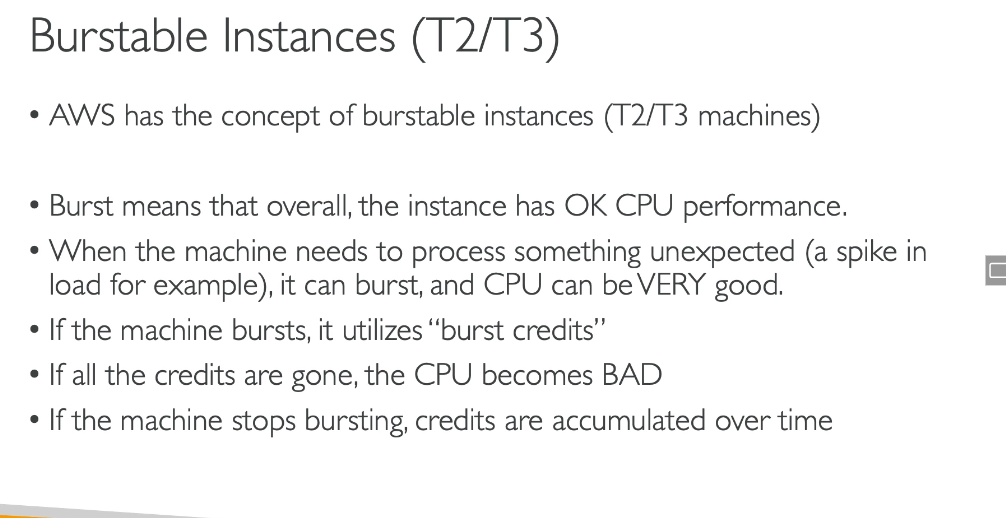 Burstable Instances (T2/T3)
• AWS has the concept of burstable instances (T2/T3 machines)
• Burst means that overall, the instance has OK CPU performance.
• When the machine needs to process something unexpected (a spike in
load for example), it can burst, and CPU can be VERY good.
• If the machine bursts, it utilizes “burst credits”
• If all the credits are gone, the CPU becomes BAD
• If the machine stops bursting, credits are accumulated over time